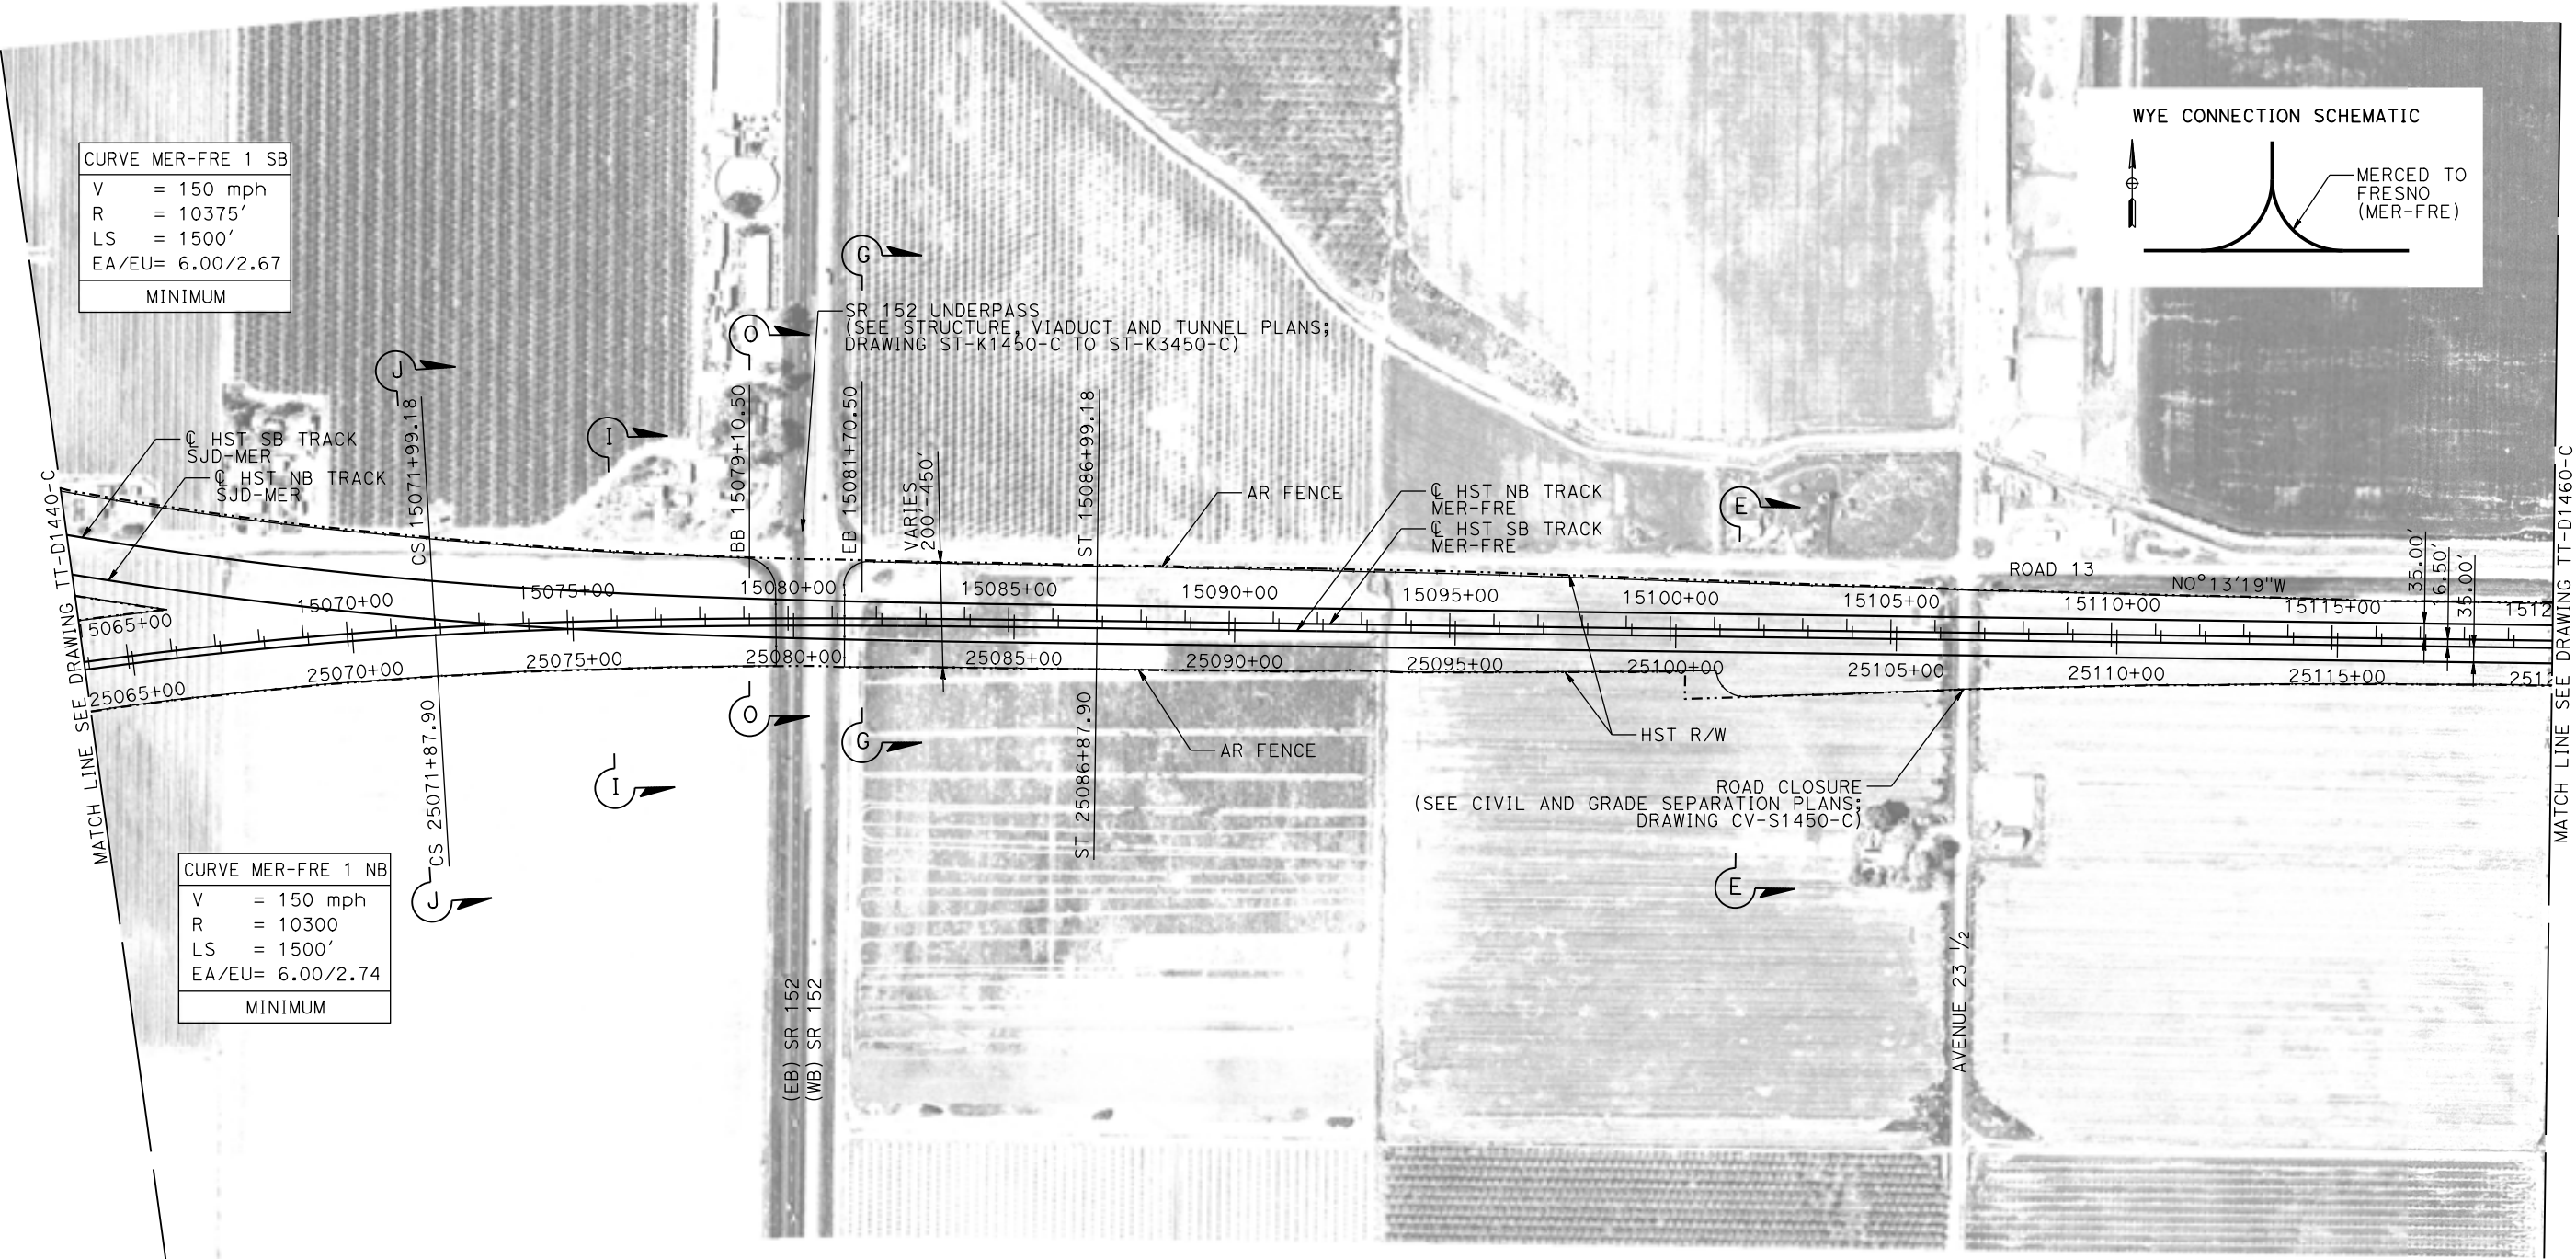 WYE CONNECTION SCHEMATIC
MERCED TO
FRESNO
(MER-FRE)
CURVE MER-FRE 1 SB
V = 150 mph
R = 10375'
LS = 1500'
EA/EU= 6.00/2.67
MINIMUM
G
SR 152 UNDERPASS
(SEE STRUCTURE, VIADUCT AND TUNNEL PLANS;
DRAWING ST-K1450-C TO ST-K3450-C)
O
J
I
CS 15071+99.18
BB 15079+10.50
EB 15081+70.50
ST 15086+99.18
VARIES
200'-450'
℄ HST SB TRACK
SJD-MER
℄ HST NB TRACK
SJD-MER
AR FENCE
℄ HST NB TRACK
MER-FRE
℄ HST SB TRACK
MER-FRE
E
ROAD 13
N0°13'19"W
35.00'
16.50'
35.00'
MATCH LINE SEE DRAWING TT-D1440-C
MATCH LINE SEE DRAWING TT-D1460-C
5065+00
15070+00
15075+00
15080+00
15085+00
15090+00
15095+00
15100+00
15105+00
15110+00
15115+00
1512
25065+00
25070+00
25075+00
25080+00
25085+00
25090+00
25095+00
25100+00
25105+00
25110+00
25115+00
2512
CS 25071+87.90
ST 25086+87.90
O
G
I
J
AR FENCE
HST R/W
ROAD CLOSURE
(SEE CIVIL AND GRADE SEPARATION PLANS;
DRAWING CV-S1450-C)
E
CURVE MER-FRE 1 NB
V = 150 mph
R = 10300
LS = 1500'
EA/EU= 6.00/2.74
MINIMUM
(EB) SR 152
(WB) SR 152
AVENUE 23 ½